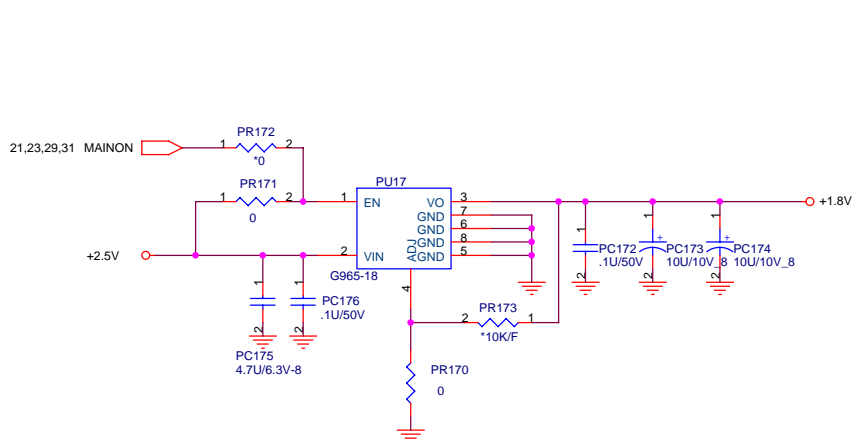 PR172
21,23,29,31 MAINON
1
2
*0
PR171
1
2
0
PU17
1
EN
VO
3
GND
7
GND
6
GND
8
GND
5
ADJ
+2.5V
2
VIN
G965-18
4
+1.8V
1
PC172
.1U/50V
2
1
+
PC173
10U/10V_8
2
1
+
PC174
10U/10V_8
2
1
2
PC175
4.7U/6.3V-8
1
PC176
.1U/50V
2
PR173
2
1
*10K/F
PR170
0